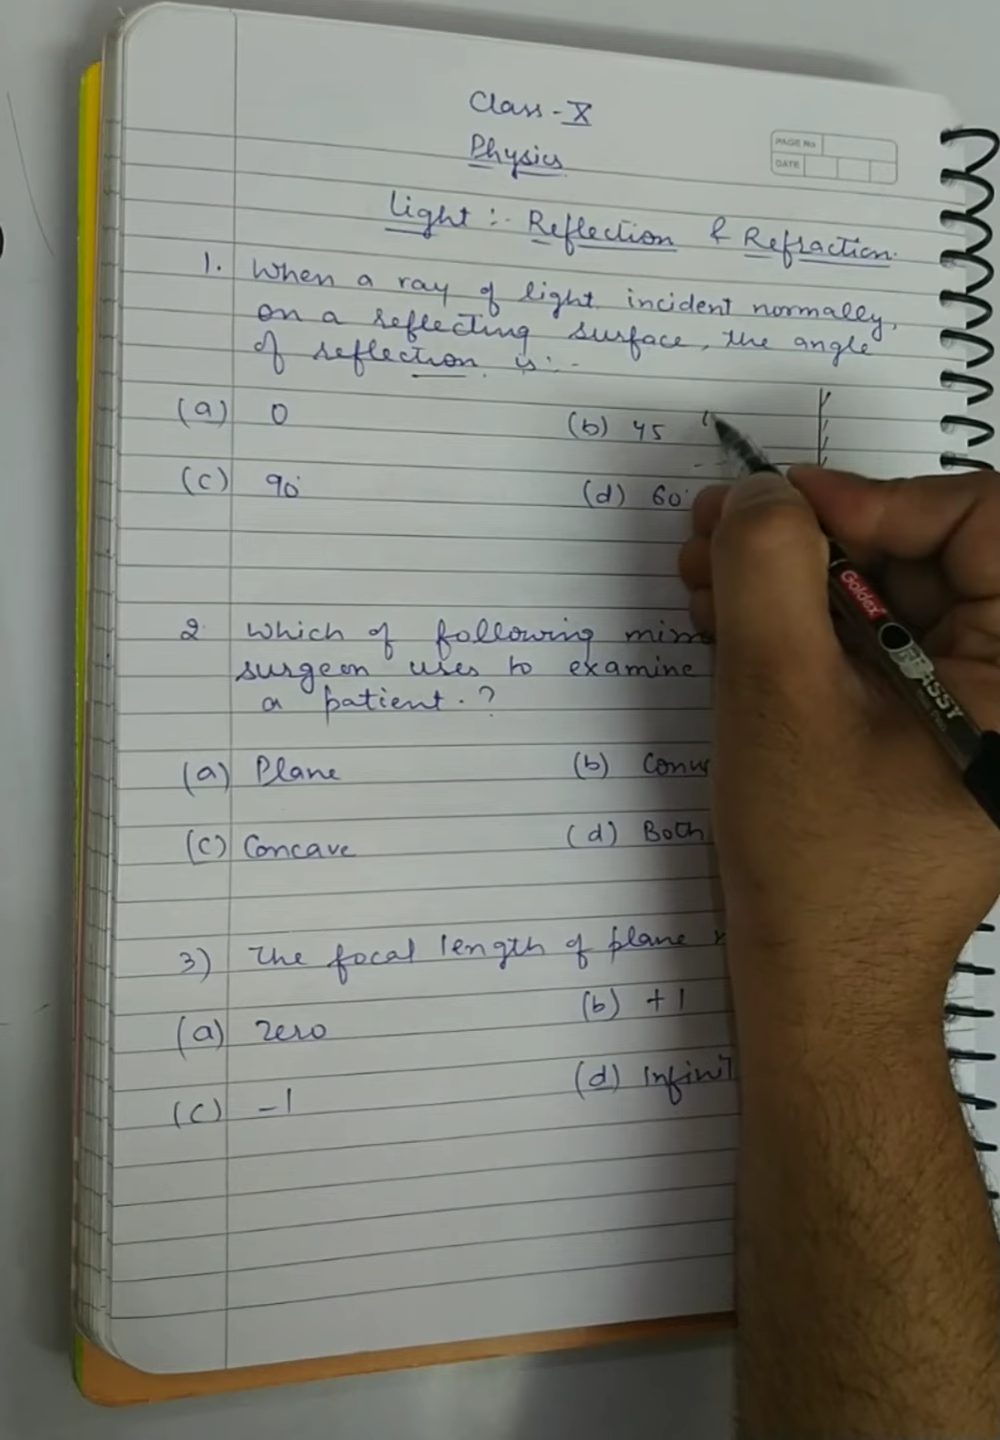 Class - X
Physics
PAGE No
DATE
Light :- Reflection & Refraction.
1. When a ray of light incident normally,
on a reflecting surface, the angle
of reflection is :-
(a) 0
(b) 45
(c) 90°
(d) 60°
2. Which of following
surgeon uses to examine
a patient. ?
(a) Plane
(b)
(c) Concave
(d) Both
3) The focal length of plane
(a) zero
(b) +1
(c) -1
(d)
Goldex